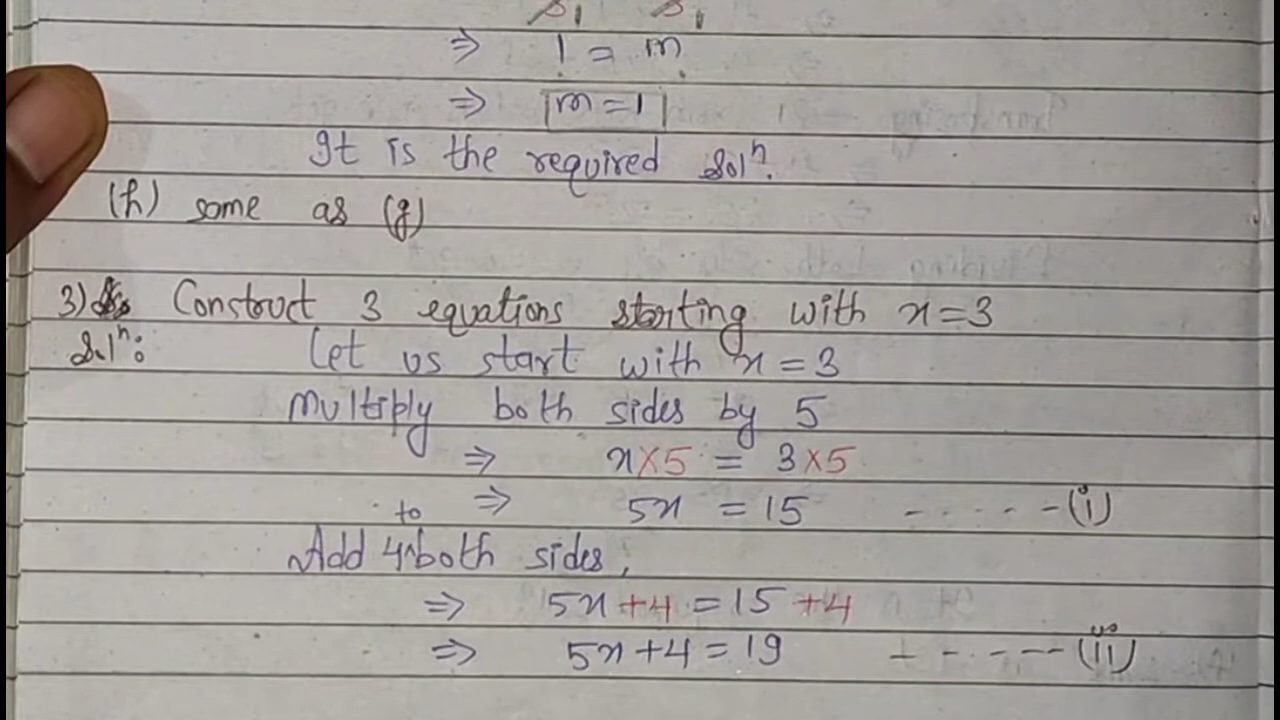 ⇒ 1 = m
⇒ m = 1
It is the required Solⁿ.
(h) some as (g)
3) Construct 3 equations starting with x = 3
Solⁿ: Let us start with x = 3
Multiply both sides by 5
⇒ x×5 = 3×5
⇒ 5x = 15 - - - - - (i)
Add 4 to both sides,
⇒ 5x + 4 = 15 + 4
⇒ 5x + 4 = 19 - - - - - (ii)